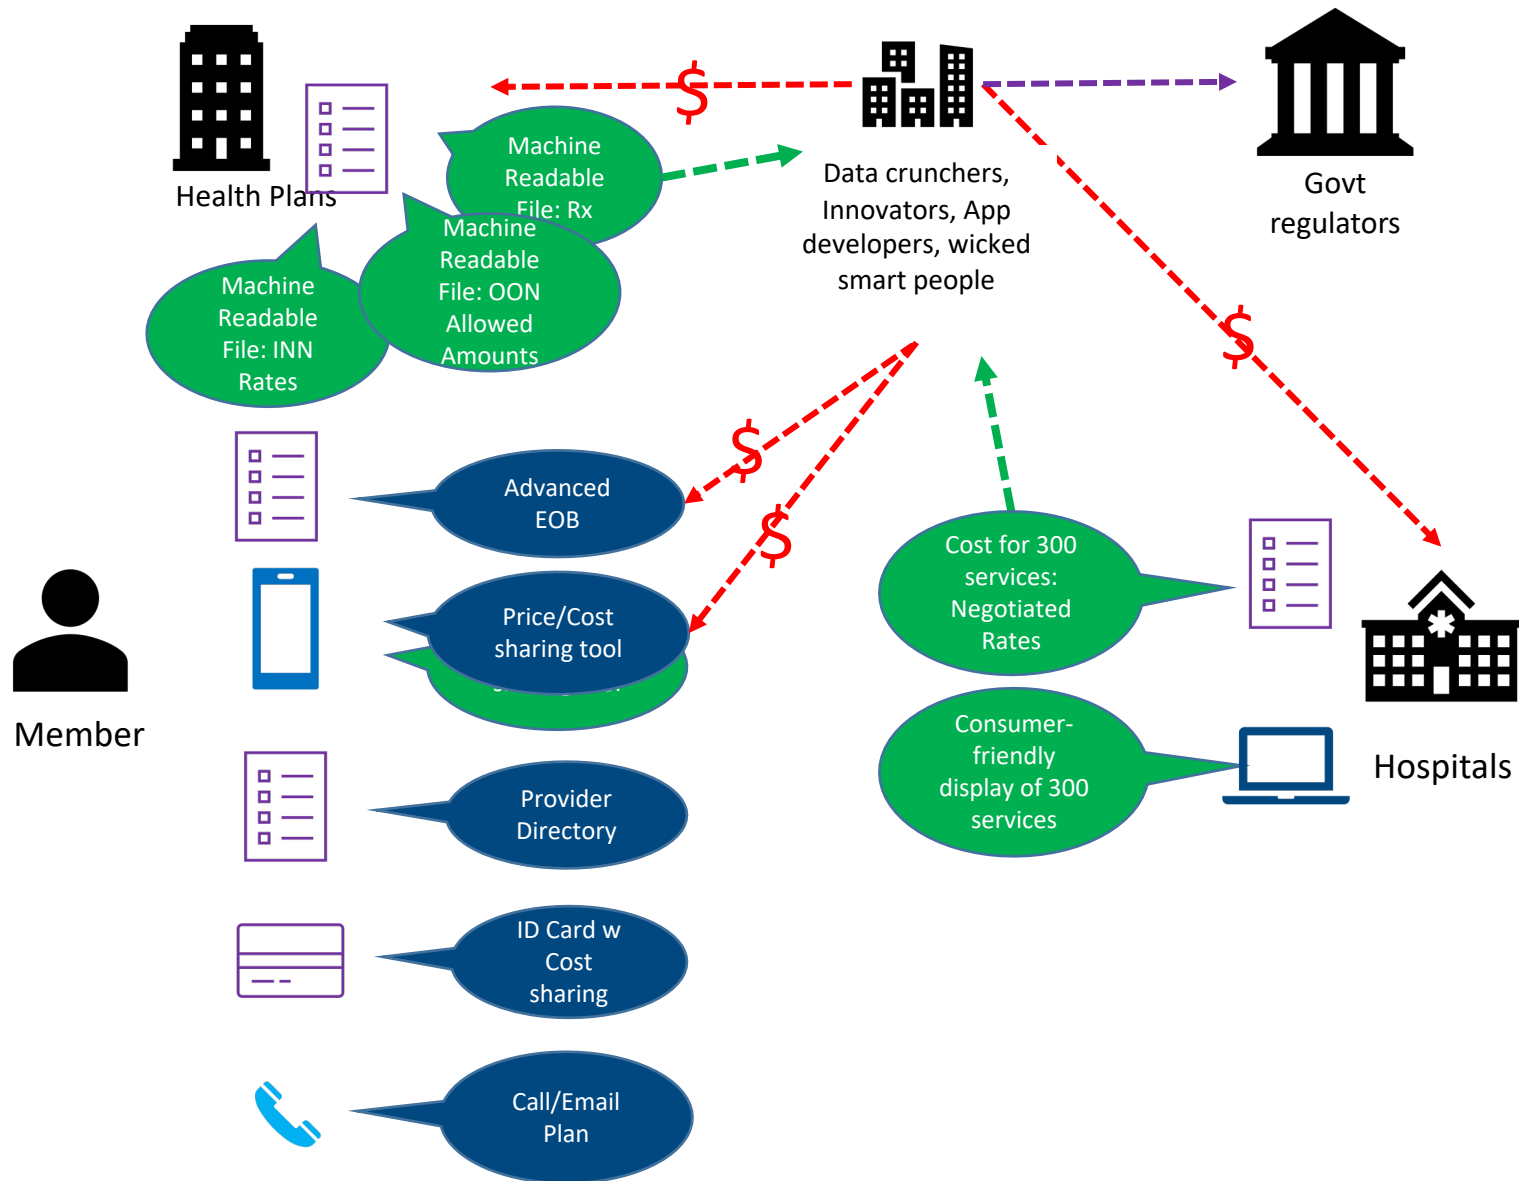 Health Plans
Machine
Readable
File: Rx
Machine
Readable
File: OON
Allowed
Amounts
Machine
Readable
File: INN
Rates
$
Data crunchers,
Innovators, App
developers, wicked
smart people
Govt
regulators
$
$
$
Advanced
EOB
Price/Cost
sharing tool
Provider
Directory
ID Card w
Cost
sharing
Call/Email
Plan
Member
Cost for 300
services:
Negotiated
Rates
Consumer-
friendly
display of 300
services
Hospitals